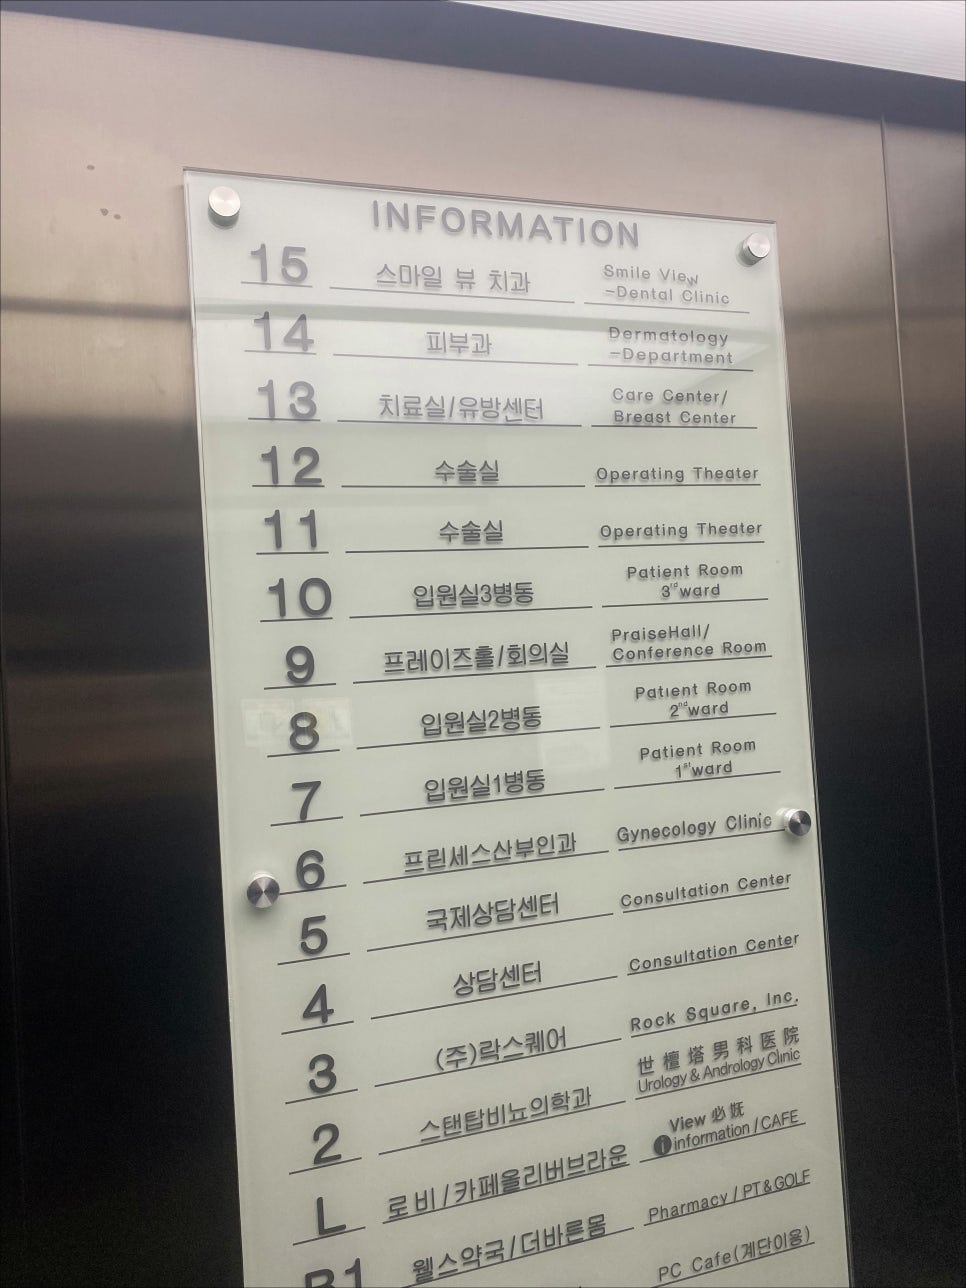 INFORMATION
15 스마일 뷰 치과 Smile View
-Dental Clinic
14 피부과 Dermatology
-Department
13 치료실/유방센터 Care Center/
Breast Center
12 수술실 Operating Theater
11 수술실 Operating Theater
10 입원실3병동 Patient Room
3rd ward
9 프레이즈홀/회의실 PraiseHall/
Conference Room
8 입원실2병동 Patient Room
2nd ward
7 입원실1병동 Patient Room
1st ward
6 프린세스산부인과 Gynecology Clinic
5 국제상담센터 Consultation Center
4 상담센터 Consultation Center
3 (주)락스퀘어 Rock Square, Inc.
2 스탠탑비뇨의학과 世檀塔男科医院
Urology & Andrology Clinic
L 로비/카페올리버브라운 View 必妩
i information / CAFE
B1 웰스약국/더바른몸 Pharmacy / PT&GOLF
PC Cafe(계단이용)